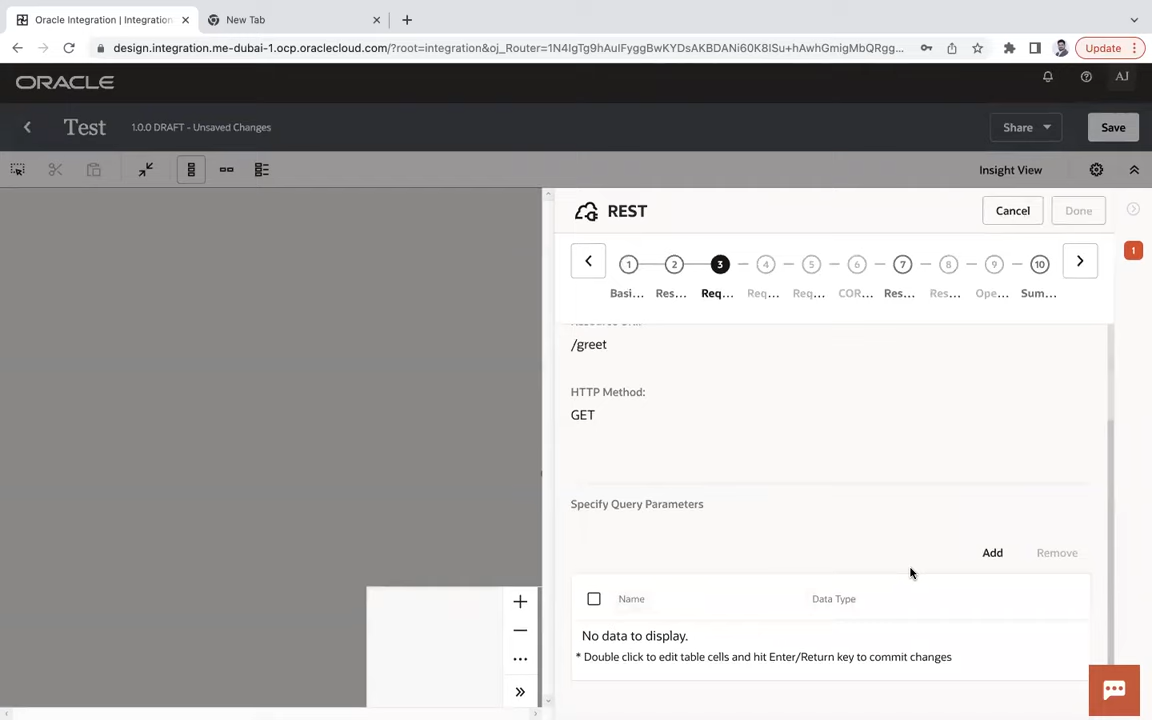 Oracle Integration | Integration
New Tab
design.integration.me-dubai-1.ocp.oraclecloud.com/?root=integration&oj_Router=1N4IgTg9hAulFyggBwKYDsAKBDANi60K8ISu+hAwhGmigMbQRgg...
Update
ORACLE
AJ
Test
1.0.0 DRAFT - Unsaved Changes
Share
Save
Insight View
REST
Cancel
Done
1
1 2 3 4 5 6 7 8 9 10
Basi... Res... Req... Req... Req... COR... Res... Res... Ope... Sum...
/greet
HTTP Method:
GET
Specify Query Parameters
Add
Remove
Name
Data Type
No data to display.
* Double click to edit table cells and hit Enter/Return key to commit changes